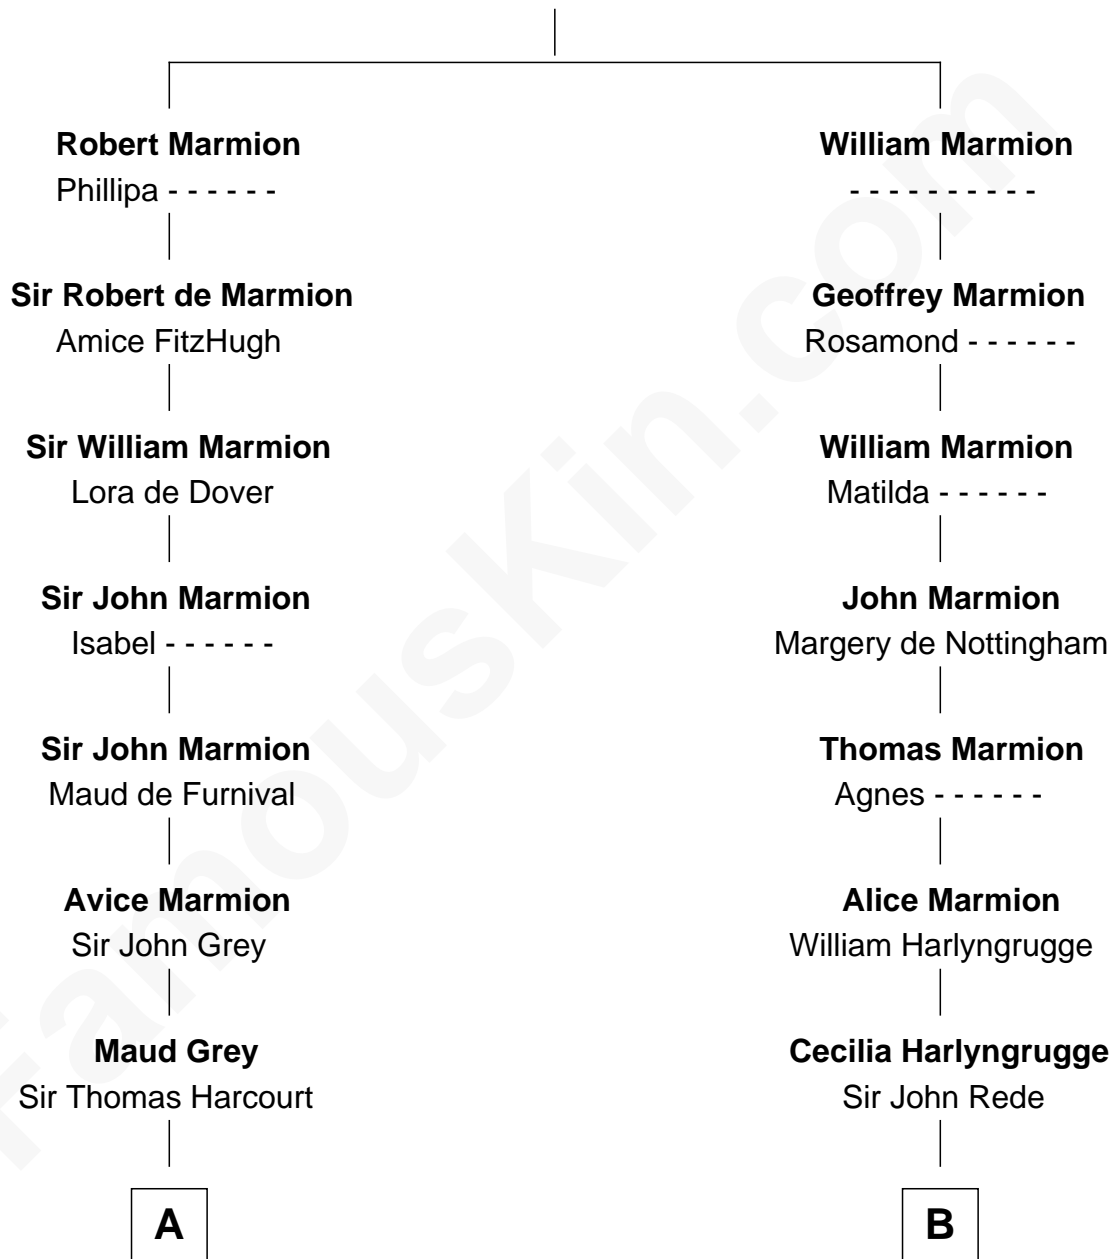 Robert Marmion
Phillipa - - - - - -
Sir Robert de Marmion
Amice FitzHugh
Sir William Marmion
Lora de Dover
Sir John Marmion
Isabel - - - - - -
Sir John Marmion
Maud de Furnival
Avice Marmion
Sir John Grey
Maud Grey
Sir Thomas Harcourt
A
William Marmion
- - - - - - - - - -
Geoffrey Marmion
Rosamond - - - - - -
William Marmion
Matilda - - - - - -
John Marmion
Margery de Nottingham
Thomas Marmion
Agnes - - - - - -
Alice Marmion
William Harlyngrugge
Cecilia Harlyngrugge
Sir John Rede
B
FamousKin.com